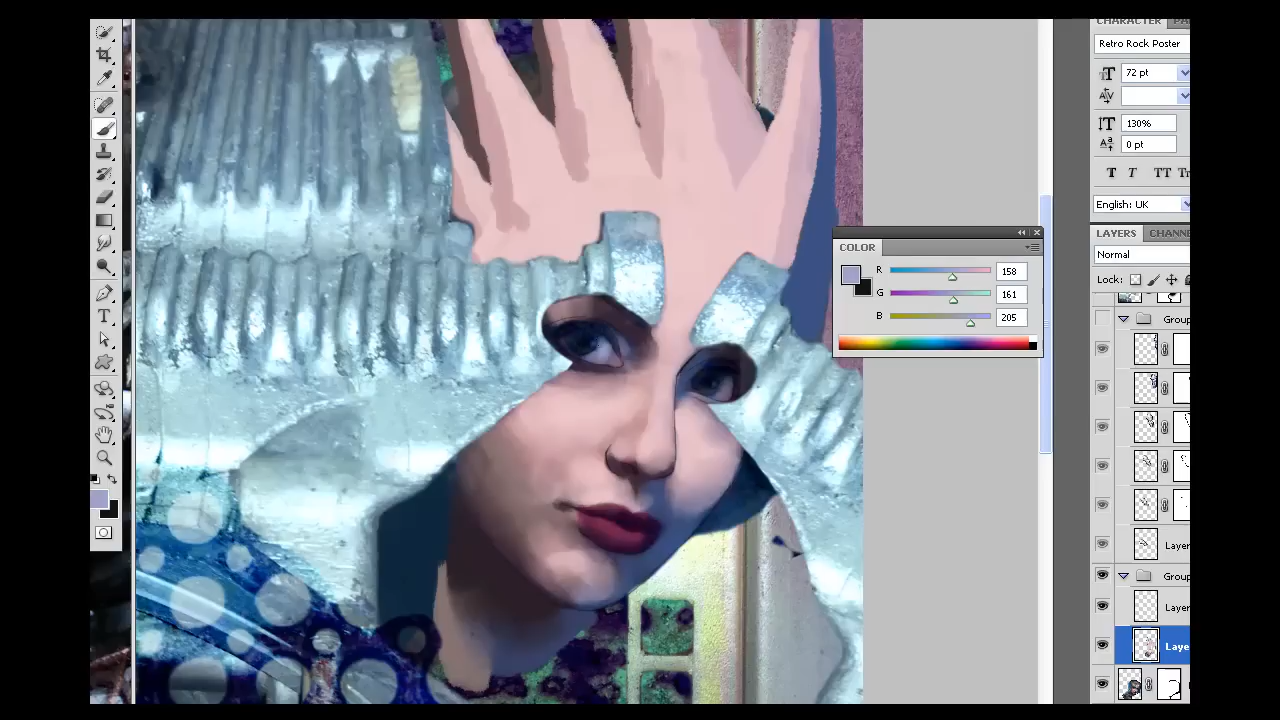 CHARACTER PA
Retro Rock Poster
72 pt
130%
0 pt
T T TT Tr
English: UK
LAYERS CHANNE
Normal
Lock:
COLOR
R 158
G 161
B 205
Group
Layer
Group
Layer
Laye